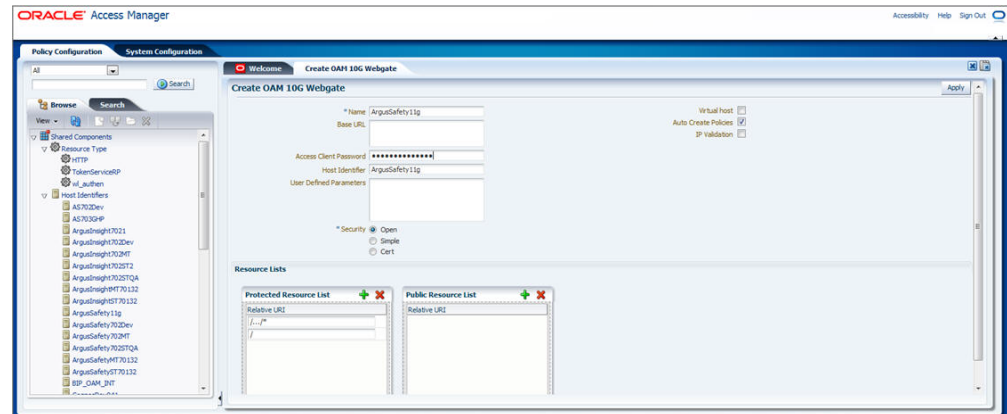 ORACLE Access Manager
Accessibility Help Sign Out
Policy Configuration System Configuration
All
Search
Browse Search
View
Shared Components
Resource Type
HTTP
TokenServiceRP
wl_authen
Host Identifiers
AS702Dev
AS703GHP
ArgusInsight7021
ArgusInsight702Dev
ArgusInsight702MT
ArgusInsight702ST2
ArgusInsight702STQA
ArgusInsightMT70132
ArgusInsightST70132
ArgusSafety11g
ArgusSafety702Dev
ArgusSafety702MT
ArgusSafety702STQA
ArgusSafetyMT70132
ArgusSafetyST70132
BIP_OAM_INT
Welcome Create OAM 10G Webgate
Create OAM 10G Webgate
Apply
* Name ArgusSafety11g
Base URL
Access Client Password ••••••••••••••
Host Identifier ArgusSafety11g
User Defined Parameters
* Security Open
Simple
Cert
Virtual host
Auto Create Policies
IP Validation
Resource Lists
Protected Resource List
Relative URI
/.../*
/
Public Resource List
Relative URI